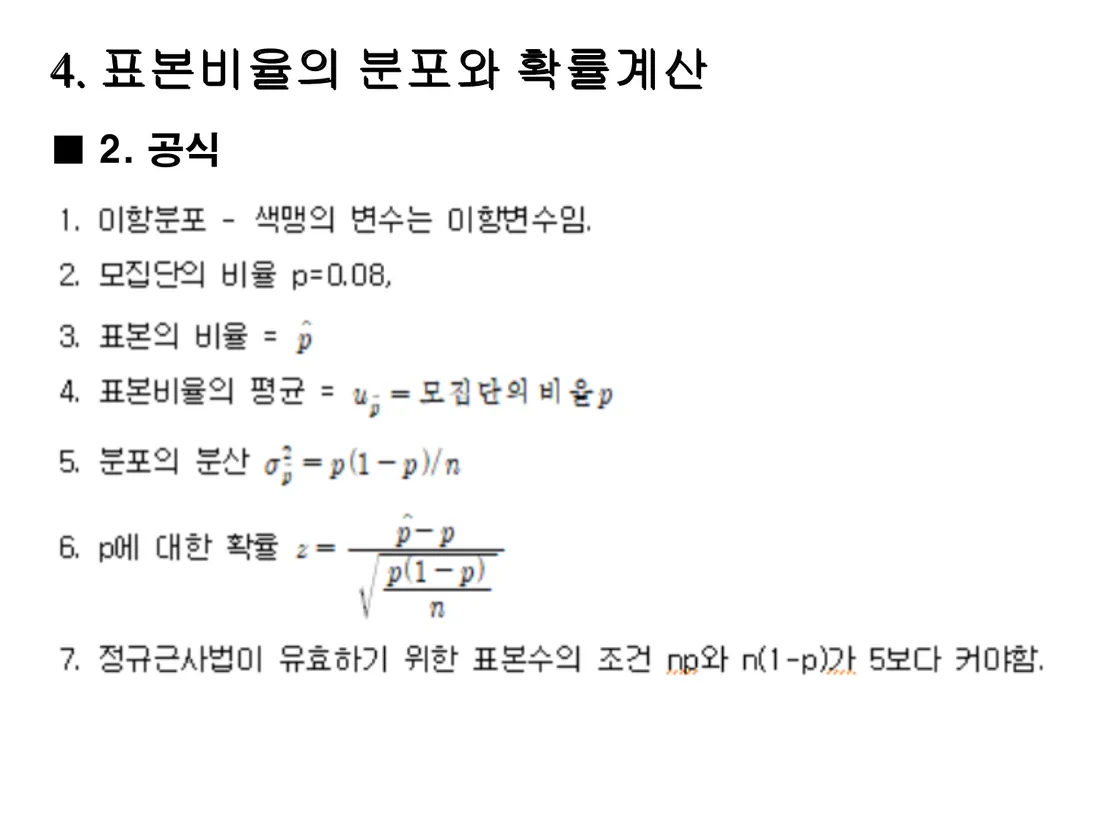 4. 표본비율의 분포와 확률계산
■ 2. 공식
1. 이항분포 - 색맹의 변수는 이항변수임.
2. 모집단의 비율 p=0.08,
3. 표본의 비율 = p̂
4. 표본비율의 평균 = u_p̂ = 모집단의 비율 p
5. 분포의 분산 σ²_p̂ = p(1-p)/n
6. p에 대한 확률 z = (p̂ - p) / √(p(1-p)/n)
7. 정규근사법이 유효하기 위한 표본수의 조건 np와 n(1-p)가 5보다 커야함.